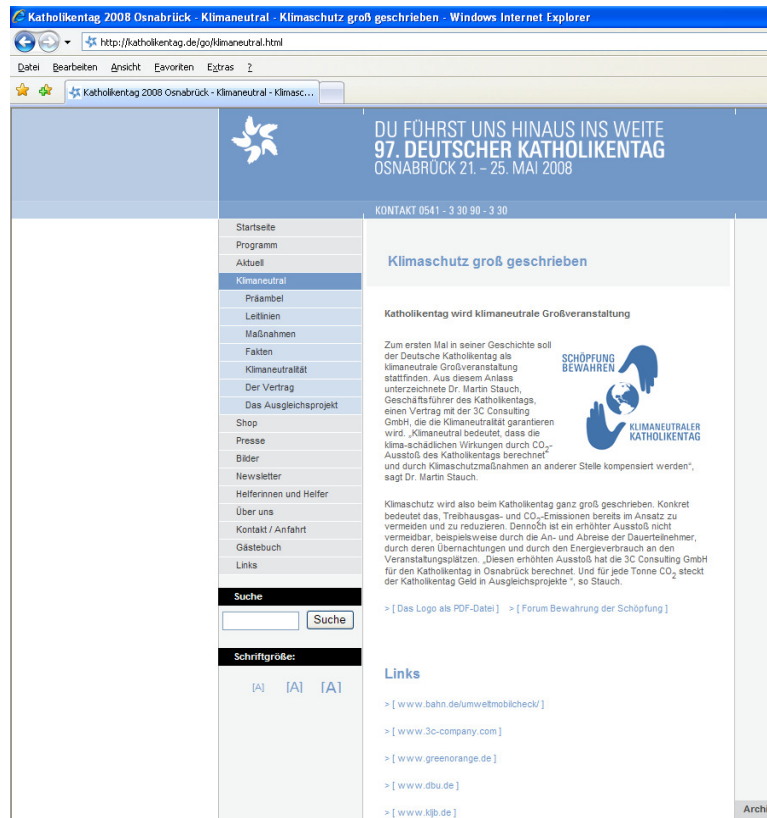 Katholikentag 2008 Osnabrück - Klimaneutral - Klimaschutz groß geschrieben - Windows Internet Explorer
http://katholikentag.de/go/klimaneutral.html
Datei Bearbeiten Ansicht Favoriten Extras ?
Katholikentag 2008 Osnabrück - Klimaneutral - Klimasc...
DU FÜHRST UNS HINAUS INS WEITE
97. DEUTSCHER KATHOLIKENTAG
OSNABRÜCK 21. – 25. MAI 2008
KONTAKT 0541 - 3 30 90 - 3 30
Startseite
Programm
Aktuell
Klimaneutral
Präambel
Leitlinien
Maßnahmen
Fakten
Klimaneutralität
Der Vertrag
Das Ausgleichsprojekt
Shop
Presse
Bilder
Newsletter
Helferinnen und Helfer
Über uns
Kontakt / Anfahrt
Gästebuch
Links
Suche
Suche
Schriftgröße:
[A] [A] [A]
Klimaschutz groß geschrieben
Katholikentag wird klimaneutrale Großveranstaltung
Zum ersten Mal in seiner Geschichte soll
der Deutsche Katholikentag als
klimaneutrale Großveranstaltung
stattfinden. Aus diesem Anlass
unterzeichnete Dr. Martin Stauch,
Geschäftsführer des Katholikentags,
einen Vertrag mit der 3C Consulting
GmbH, die die Klimaneutralität garantieren
wird. „Klimaneutral bedeutet, dass die
klima-schädlichen Wirkungen durch CO2-
Ausstoß des Katholikentags berechnet
und durch Klimaschutzmaßnahmen an anderer Stelle kompensiert werden“,
sagt Dr. Martin Stauch.
SCHÖPFUNG
BEWAHREN
KLIMANEUTRALER
KATHOLIKENTAG
Klimaschutz wird also beim Katholikentag ganz groß geschrieben. Konkret
bedeutet das, Treibhausgas- und CO2-Emissionen bereits im Ansatz zu
vermeiden und zu reduzieren. Dennoch ist ein erhöhter Ausstoß nicht
vermeidbar, beispielsweise durch die An- und Abreise der Dauerteilnehmer,
durch deren Übernachtungen und durch den Energieverbrauch an den
Veranstaltungsplätzen. „Diesen erhöhten Ausstoß hat die 3C Consulting GmbH
für den Katholikentag in Osnabrück berechnet. Und für jede Tonne CO2 steckt
der Katholikentag Geld in Ausgleichsprojekte “, so Stauch.
> [ Das Logo als PDF-Datei ] > [ Forum Bewahrung der Schöpfung ]
Links
> [ www.bahn.de/umweltmobilcheck/ ]
> [ www.3c-company.com ]
> [ www.greenorange.de ]
> [ www.dbu.de ]
> [ www.kljb.de ]
Archi